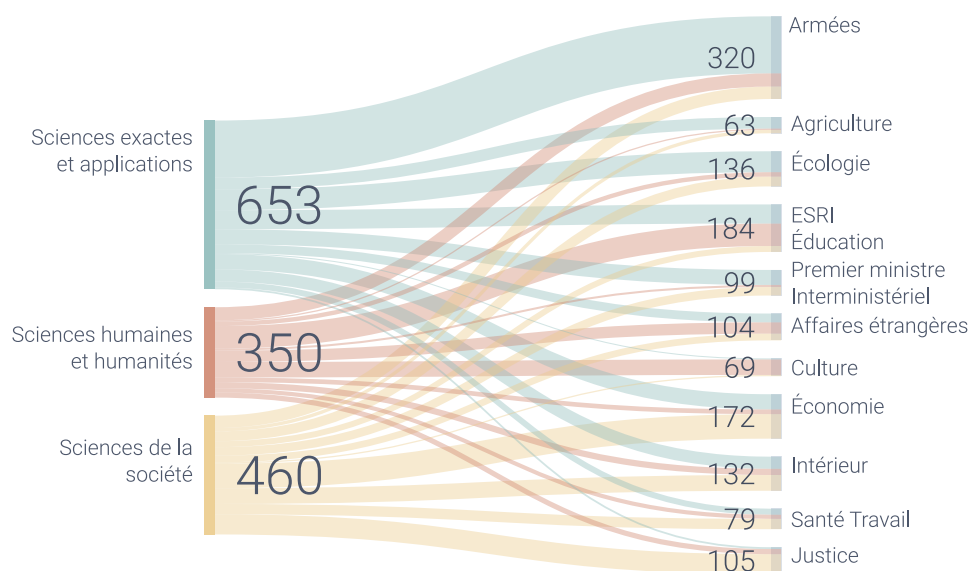 Sciences exactes
et applications
653
Sciences humaines
et humanités
350
Sciences de la
société
460
320
Armées
63
Agriculture
136
Écologie
184
ESRI
Éducation
99
Premier ministre
Interministériel
104
Affaires étrangères
69
Culture
172
Économie
132
Intérieur
79
Santé Travail
105
Justice